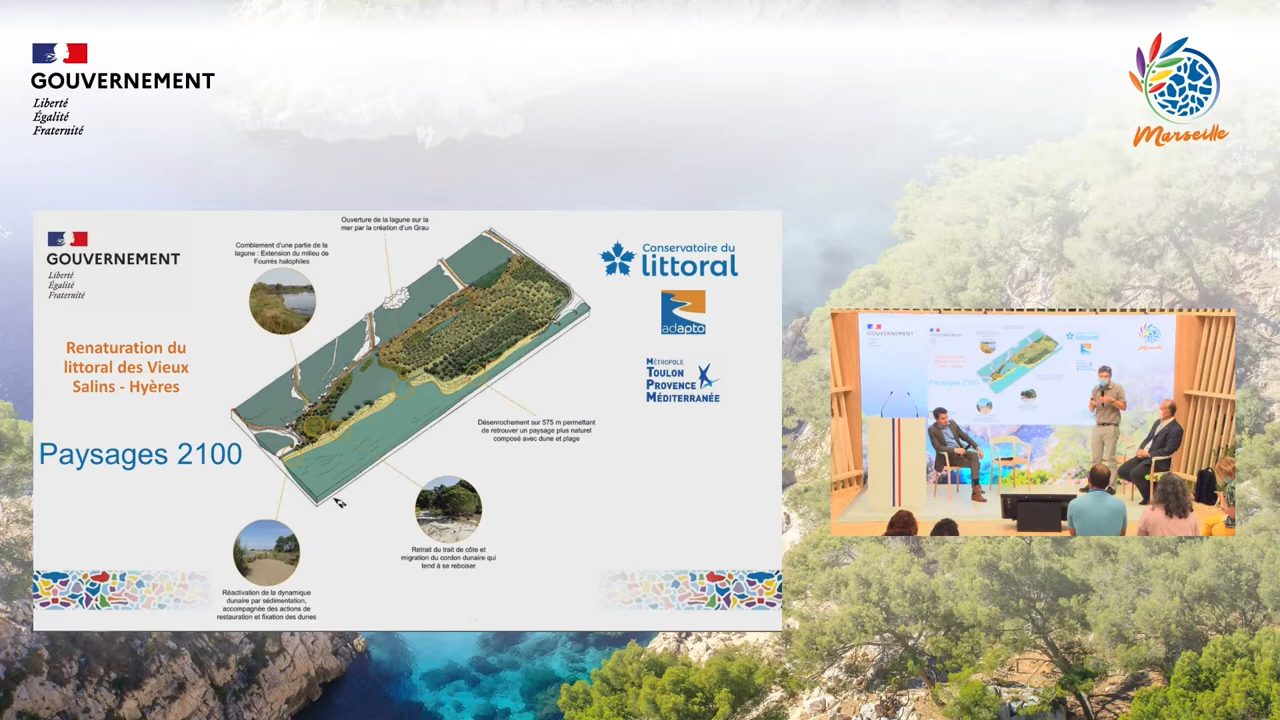 GOUVERNEMENT
Liberté
Égalité
Fraternité
Marseille
GOUVERNEMENT
Liberté
Égalité
Fraternité
Renaturation du
littoral des Vieux
Salins - Hyères
Paysages 2100
Comblement d'une partie de la
lagune : Extension du milieu de
Fourrés halophiles
Ouverture de la lagune sur la
mer par la création d'un Grau
Désenrochement sur 575 m permettant
de retrouver un paysage plus naturel
composé avec dune et plage
Retrait du trait de côte et
migration du cordon dunaire qui
tend à se reboiser
Réactivation de la dynamique
dunaire par sédimentation,
accompagnée des actions de
restauration et fixation des dunes
N
Conservatoire du
littoral
adapto
MÉTROPOLE
TOULON
PROVENCE
MÉDITERRANÉE
GOUVERNEMENT
Paysages 2100